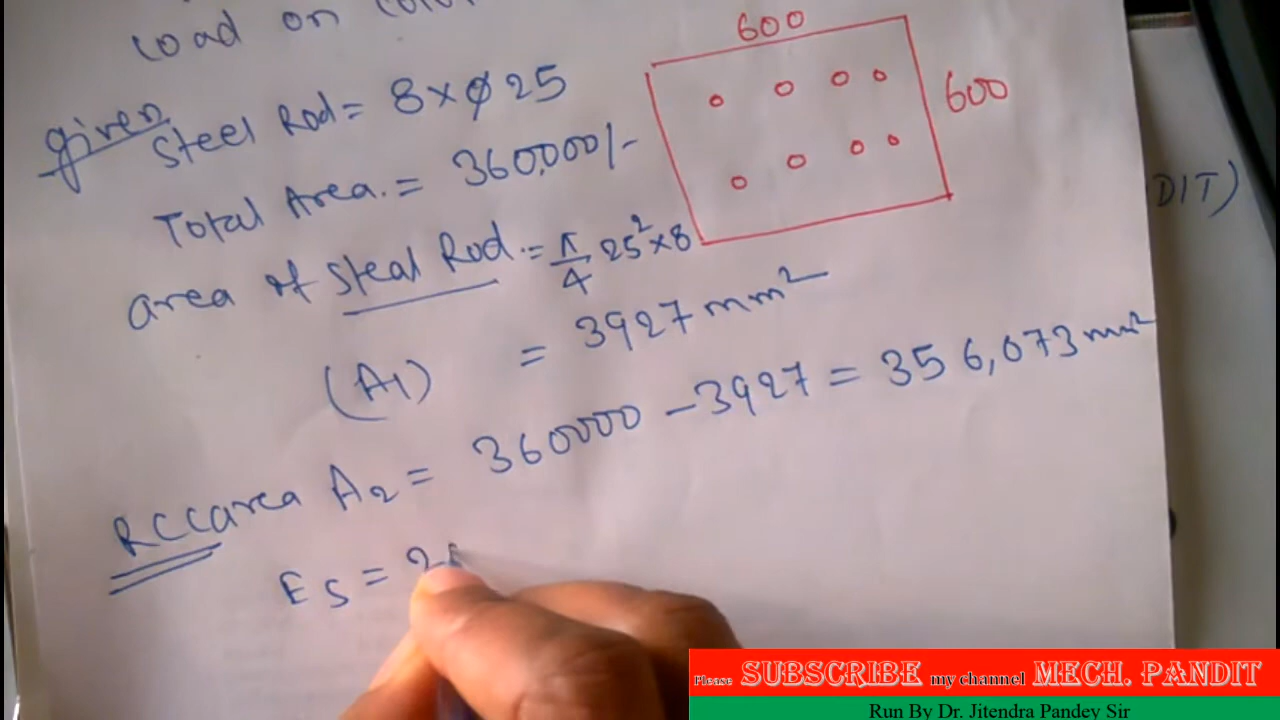 Load on
600
given
Steel Rod = 8 × ϕ 25
600
Total Area. = 360,000/-
DIT)
area of Steal Rod. = π/4 25² × 8
(A1) = 3927 mm²
RCC area A2 = 360000 - 3927 = 356,073 mm²
Es = 2
Please SUBSCRIBE my channel MECH. PANDIT
Run By Dr. Jitendra Pandey Sir